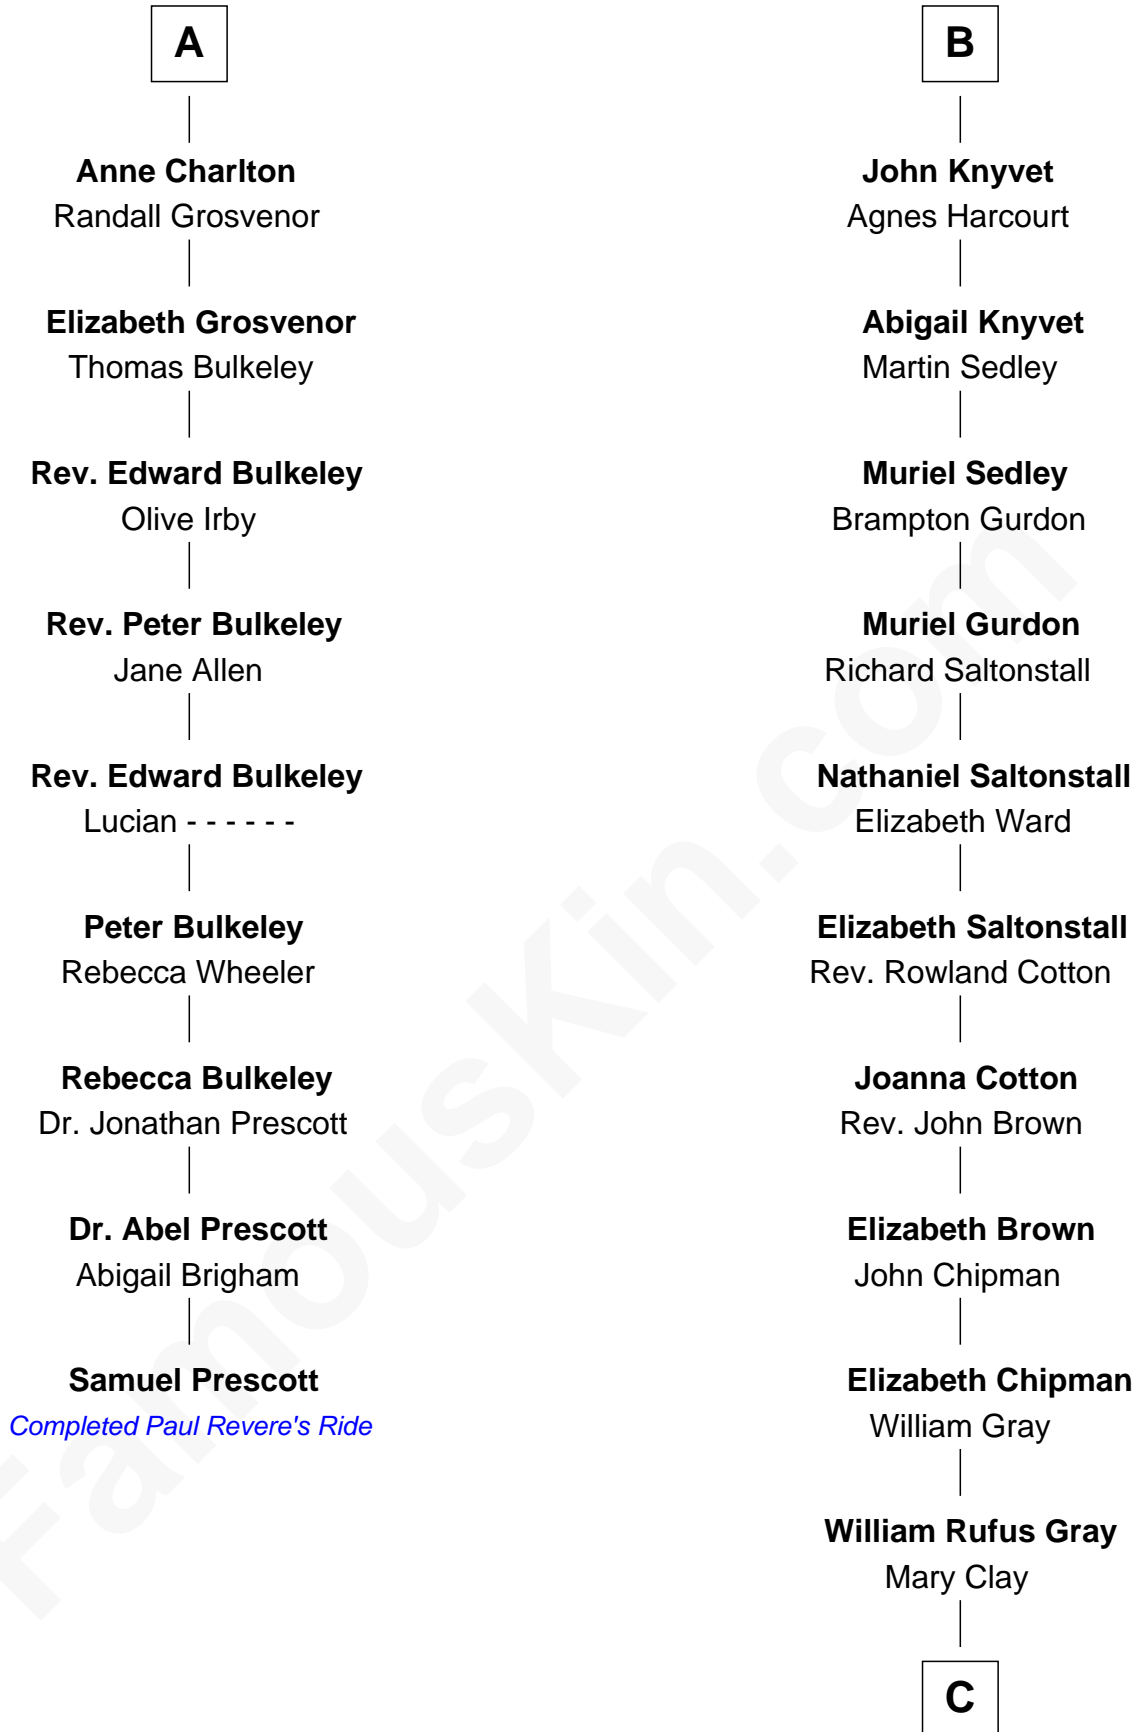 A
Anne Charlton
Randall Grosvenor
Elizabeth Grosvenor
Thomas Bulkeley
Rev. Edward Bulkeley
Olive Irby
Rev. Peter Bulkeley
Jane Allen
Rev. Edward Bulkeley
Lucian - - - - - -
Peter Bulkeley
Rebecca Wheeler
Rebecca Bulkeley
Dr. Jonathan Prescott
Dr. Abel Prescott
Abigail Brigham
Samuel Prescott
Completed Paul Revere's Ride
B
John Knyvet
Agnes Harcourt
Abigail Knyvet
Martin Sedley
Muriel Sedley
Brampton Gurdon
Muriel Gurdon
Richard Saltonstall
Nathaniel Saltonstall
Elizabeth Ward
Elizabeth Saltonstall
Rev. Rowland Cotton
Joanna Cotton
Rev. John Brown
Elizabeth Brown
John Chipman
Elizabeth Chipman
William Gray
William Rufus Gray
Mary Clay
C
FamousKin.com